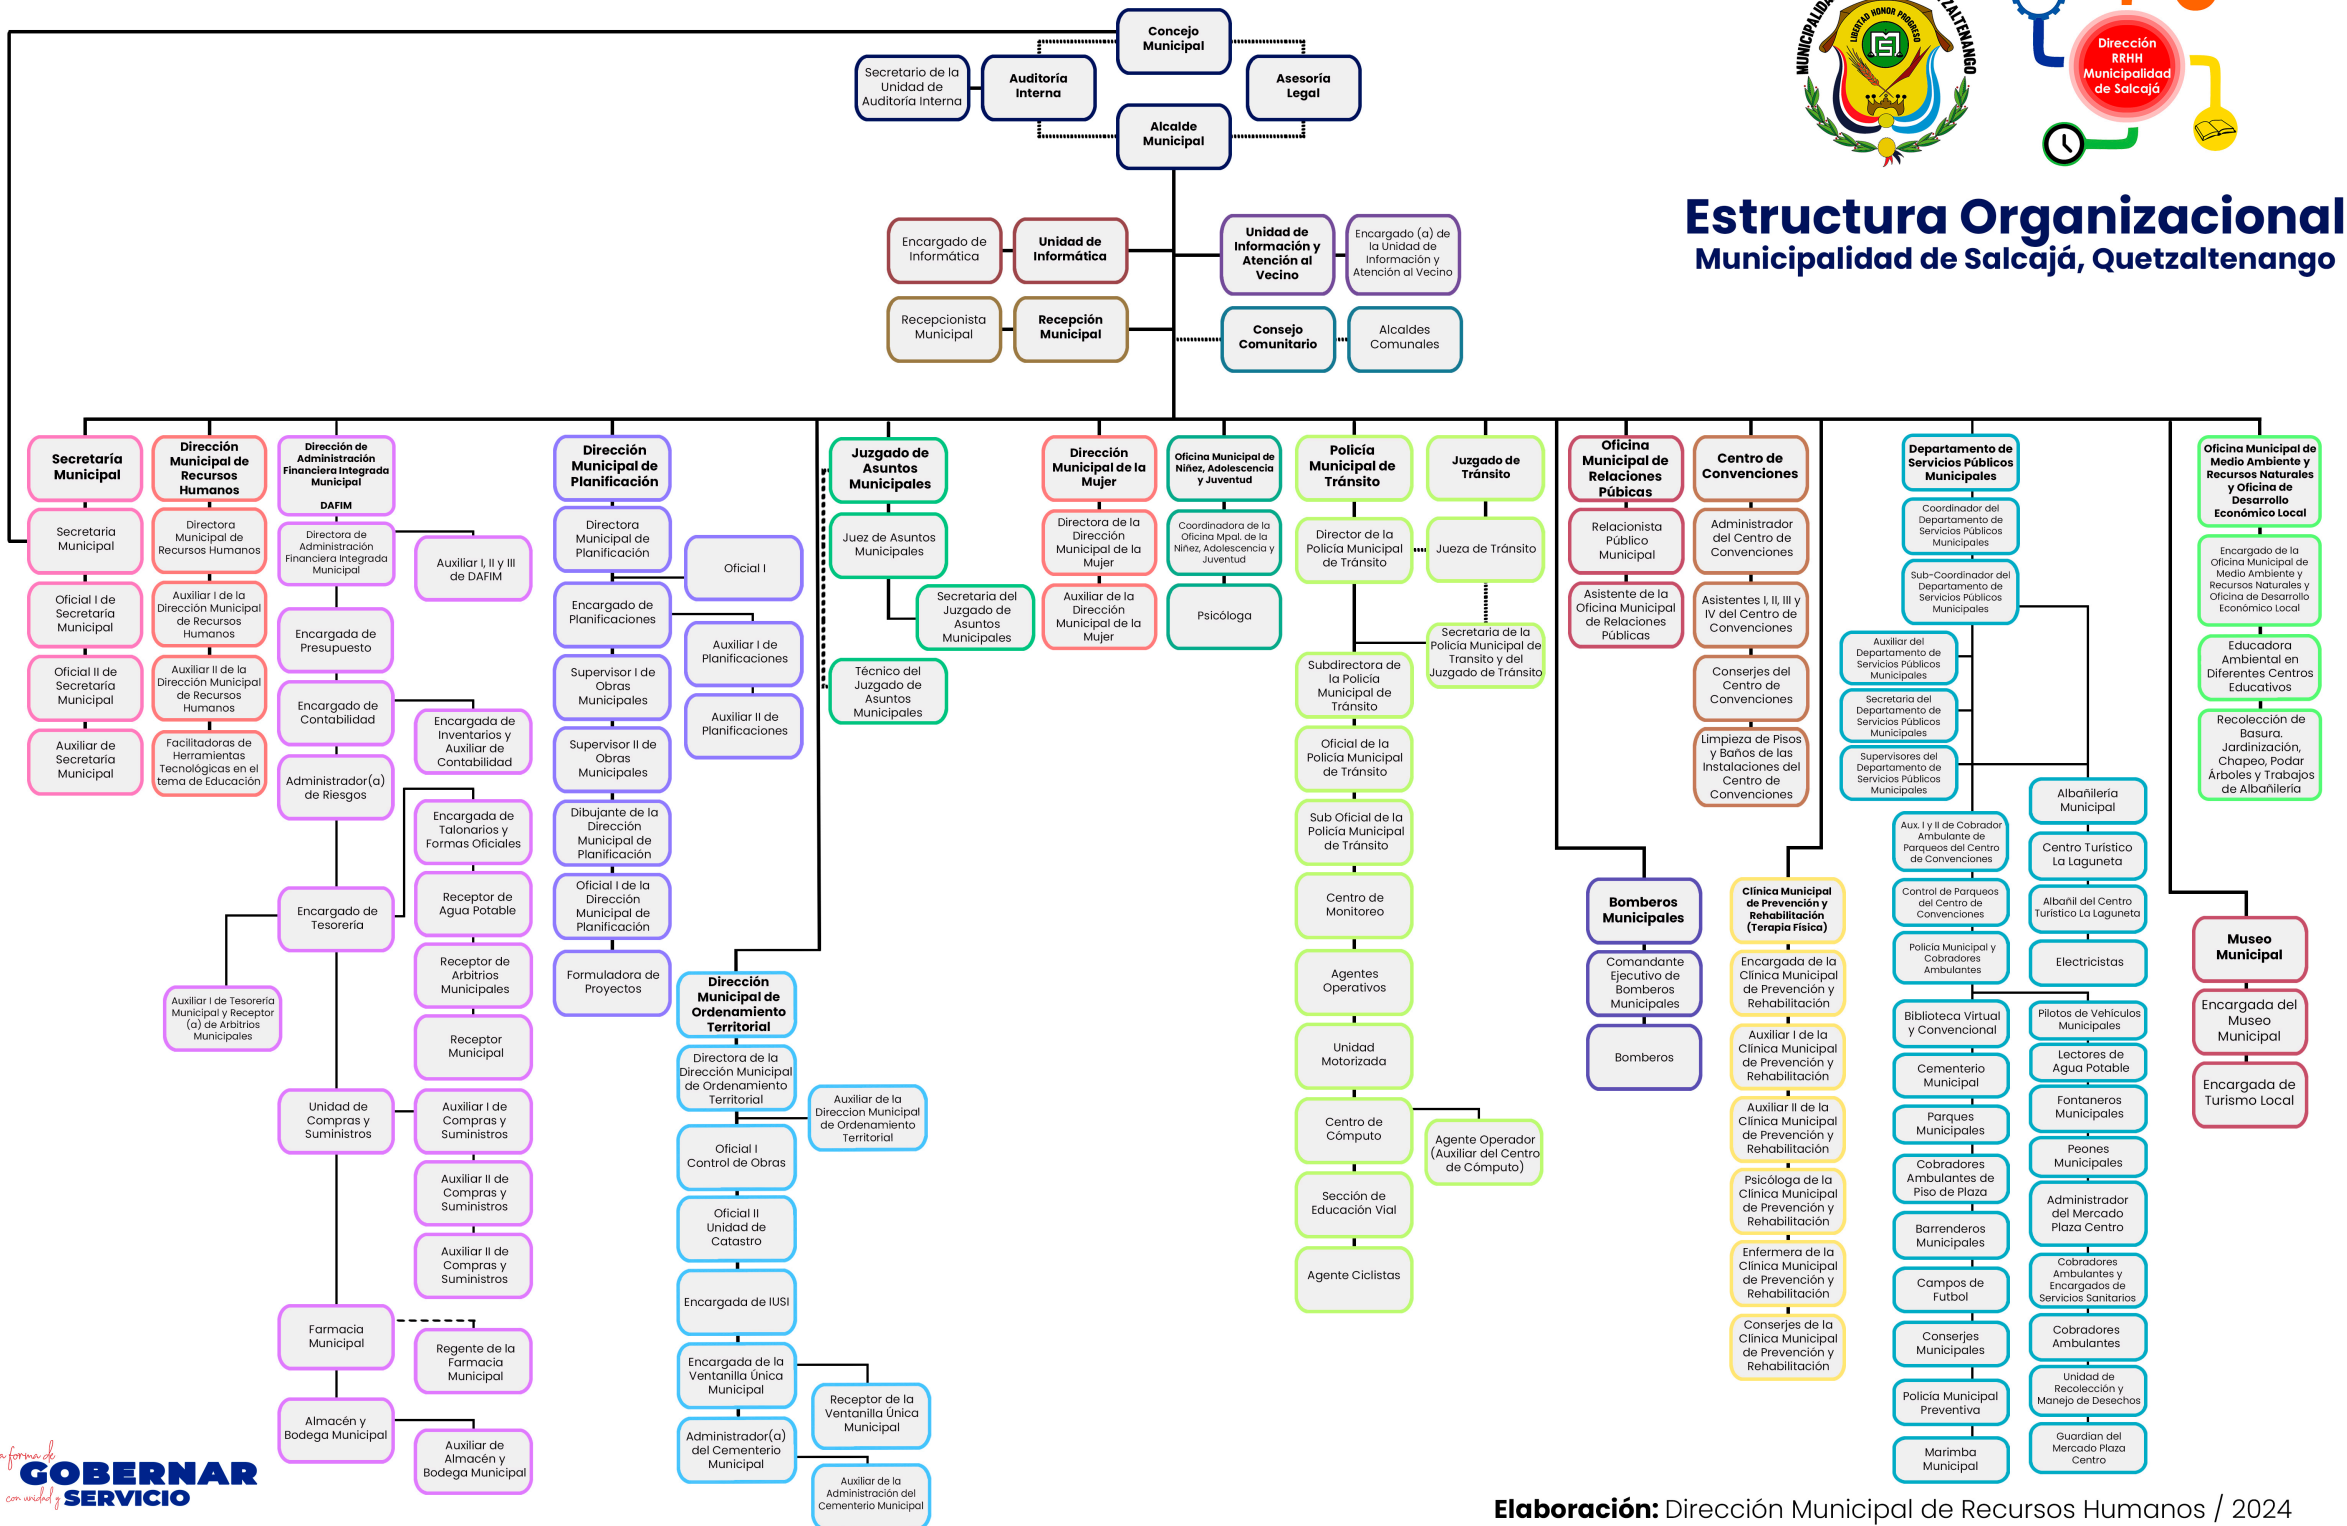 Concejo
Municipal
Secretario de la
Unidad de
Auditoría Interna
Auditoría
Interna
Asesoría
Legal
Alcalde
Municipal
LIBERTAD HONOR PROGRESO
Dirección
RRHH
Municipalidad
de Salcajá
Estructura Organizacional
Municipalidad de Salcajá, Quetzaltenango
Encargado de
Informática
Unidad de
Informática
Unidad de
Información y
Atención al
Vecino
Encargado (a) de
la Unidad de
Información y
Atención al Vecino
Recepcionista
Municipal
Recepción
Municipal
Consejo
Comunitario
Alcaldes
Comunales
Secretaría
Municipal
Secretaria
Municipal
Oficial I de
Secretaría
Municipal
Oficial II de
Secretaría
Municipal
Auxiliar de
Secretaría
Municipal
Dirección
Municipal de
Recursos
Humanos
Directora
Municipal de
Recursos Humanos
Auxiliar I de la
Dirección Municipal
de Recursos
Humanos
Auxiliar II de la
Dirección Municipal
de Recursos
Humanos
Facilitadoras de
Herramientas
Tecnológicas en el
tema de Educación
Dirección de
Administración
Financiera Integrada
Municipal
DAFIM
Directora de
Administración
Financiera Integrada
Municipal
Auxiliar I, II y III
de DAFIM
Encargada de
Presupuesto
Encargado de
Contabilidad
Encargada de
Inventarios y
Auxiliar de
Contabilidad
Administrador(a)
de Riesgos
Encargada de
Talonarios y
Formas Oficiales
Encargado de
Tesorería
Receptor de
Agua Potable
Receptor de
Arbitrios
Municipales
Auxiliar I de Tesorería
Municipal y Receptor
(a) de Arbitrios
Municipales
Receptor
Municipal
Unidad de
Compras y
Suministros
Auxiliar I de
Compras y
Suministros
Auxiliar II de
Compras y
Suministros
Auxiliar II de
Compras y
Suministros
Farmacia
Municipal
Regente de la
Farmacia
Municipal
Almacén y
Bodega Municipal
Auxiliar de
Almacén y
Bodega Municipal
Dirección
Municipal de
Planificación
Directora
Municipal de
Planificación
Oficial I
Encargado de
Planificaciones
Auxiliar I de
Planificaciones
Auxiliar II de
Planificaciones
Supervisor I de
Obras
Municipales
Supervisor II de
Obras
Municipales
Dibujante de la
Dirección
Municipal de
Planificación
Oficial I de la
Dirección
Municipal de
Planificación
Formuladora de
Proyectos
Dirección
Municipal de
Ordenamiento
Territorial
Directora de la
Dirección Municipal
de Ordenamiento
Territorial
Auxiliar de la
Direccion Municipal
de Ordenamiento
Territorial
Oficial I
Control de Obras
Oficial II
Unidad de
Catastro
Encargada de IUSI
Encargada de la
Ventanilla Única
Municipal
Receptor de la
Ventanilla Única
Municipal
Administrador(a)
del Cementerio
Municipal
Auxiliar de la
Administración del
Cementerio Municipal
Juzgado de
Asuntos
Municipales
Juez de Asuntos
Municipales
Secretaria del
Juzgado de
Asuntos
Municipales
Técnico del
Juzgado de
Asuntos
Municipales
Dirección
Municipal de la
Mujer
Directora de la
Dirección
Municipal de la
Mujer
Auxiliar de la
Dirección
Municipal de la
Mujer
Oficina Municipal de
Niñez, Adolescencia
y Juventud
Coordinadora de la
Oficina Mpal. de la
Niñez, Adolescencia y
Juventud
Psicóloga
Policía
Municipal de
Tránsito
Director de la
Policía Municipal
de Tránsito
Subdirectora de
la Policía
Municipal de
Tránsito
Oficial de la
Policía Municipal
de Tránsito
Sub Oficial de la
Policía Municipal
de Tránsito
Centro de
Monitoreo
Agentes
Operativos
Unidad
Motorizada
Centro de
Cómputo
Agente Operador
(Auxiliar del Centro
de Cómputo)
Sección de
Educación Vial
Agente Ciclistas
Juzgado de
Tránsito
Jueza de Tránsito
Secretaria de la
Policía Municipal de
Transito y del
Juzgado de Tránsito
Oficina
Municipal de
Relaciones
Púbicas
Relacionista
Público
Municipal
Asistente de la
Oficina Municipal
de Relaciones
Públicas
Centro de
Convenciones
Administrador
del Centro de
Convenciones
Asistentes I, II, III y
IV del Centro de
Convenciones
Conserjes del
Centro de
Convenciones
Limpieza de Pisos
y Baños de las
Instalaciones del
Centro de
Convenciones
Bomberos
Municipales
Comandante
Ejecutivo de
Bomberos
Municipales
Bomberos
Clínica Municipal
de Prevención y
Rehabilitación
(Terapia Física)
Encargada de la
Clínica Municipal
de Prevención y
Rehabilitación
Auxiliar I de la
Clínica Municipal
de Prevención y
Rehabilitación
Auxiliar II de la
Clínica Municipal
de Prevención y
Rehabilitación
Psicóloga de la
Clínica Municipal
de Prevención y
Rehabilitación
Enfermera de la
Clínica Municipal
de Prevención y
Rehabilitación
Conserjes de la
Clínica Municipal
de Prevención y
Rehabilitación
Departamento de
Servicios Públicos
Municipales
Coordinador del
Departamento de
Servicios Públicos
Municipales
Sub-Coordinador del
Departamento de
Servicios Públicos
Municipales
Auxiliar del
Departamento de
Servicios Públicos
Municipales
Secretaria del
Departamento de
Servicios Públicos
Municipales
Supervisores del
Departamento de
Servicios Públicos
Municipales
Aux. I y II de Cobrador
Ambulante de
Parqueos del Centro
de Convenciones
Control de Parqueos
del Centro de
Convenciones
Policía Municipal y
Cobradores
Ambulantes
Biblioteca Virtual
y Convencional
Cementerio
Municipal
Parques
Municipales
Cobradores
Ambulantes de
Piso de Plaza
Barrenderos
Municipales
Campos de
Futbol
Conserjes
Municipales
Policía Municipal
Preventiva
Marimba
Municipal
Albañilería
Municipal
Centro Turístico
La Laguneta
Albañil del Centro
Turístico La Laguneta
Electricistas
Pilotos de Vehículos
Municipales
Lectores de
Agua Potable
Fontaneros
Municipales
Peones
Municipales
Administrador
del Mercado
Plaza Centro
Cobradores
Ambulantes y
Encargados de
Servicios Sanitarios
Cobradores
Ambulantes
Unidad de
Recolección y
Manejo de Desechos
Guardian del
Mercado Plaza
Centro
Oficina Municipal de
Medio Ambiente y
Recursos Naturales
y Oficina de
Desarrollo
Económico Local
Encargado de la
Oficina Municipal de
Medio Ambiente y
Recursos Naturales y
Oficina de Desarrollo
Económico Local
Educadora
Ambiental en
Diferentes Centros
Educativos
Recolección de
Basura.
Jardinización,
Chapeo, Podar
Árboles y Trabajos
de Albañilería
Museo
Municipal
Encargada del
Museo
Municipal
Encargada de
Turismo Local
forma de
GOBERNAR
con unidad y SERVICIO
Elaboración: Dirección Municipal de Recursos Humanos / 2024